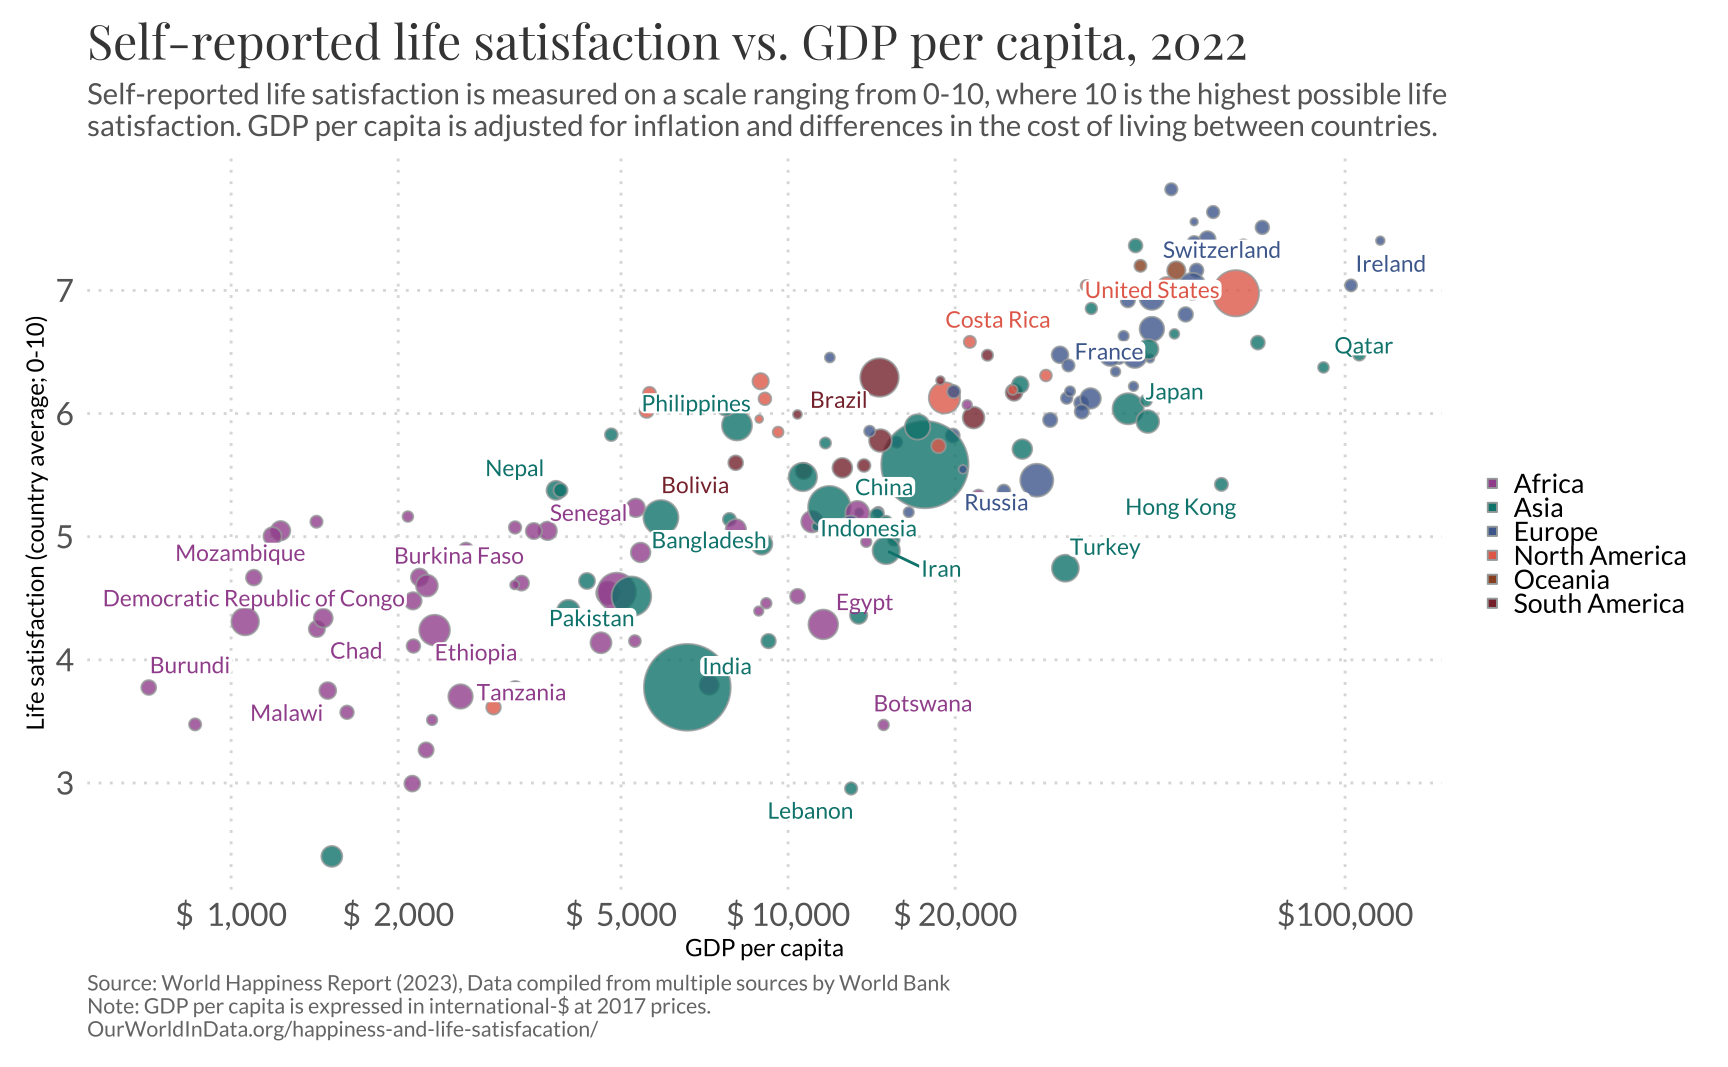 Self-reported life satisfaction vs. GDP per capita, 2022
Self-reported life satisfaction is measured on a scale ranging from 0-10, where 10 is the highest possible life
satisfaction. GDP per capita is adjusted for inflation and differences in the cost of living between countries.
Life satisfaction (country average; 0-10)
7
6
5
4
3
Switzerland
Ireland
United States
Costa Rica
Qatar
France
Japan
Philippines
Brazil
Nepal
Bolivia
China
Russia
Hong Kong
Senegal
Indonesia
Bangladesh
Turkey
Mozambique
Burkina Faso
Iran
Democratic Republic of Congo
Egypt
Pakistan
Chad
Ethiopia
Burundi
India
Tanzania
Malawi
Botswana
Lebanon
Africa
Asia
Europe
North America
Oceania
South America
$ 1,000
$ 2,000
$ 5,000
$ 10,000
$ 20,000
$100,000
GDP per capita
Source: World Happiness Report (2023), Data compiled from multiple sources by World Bank
Note: GDP per capita is expressed in international-$ at 2017 prices.
OurWorldInData.org/happiness-and-life-satisfacation/